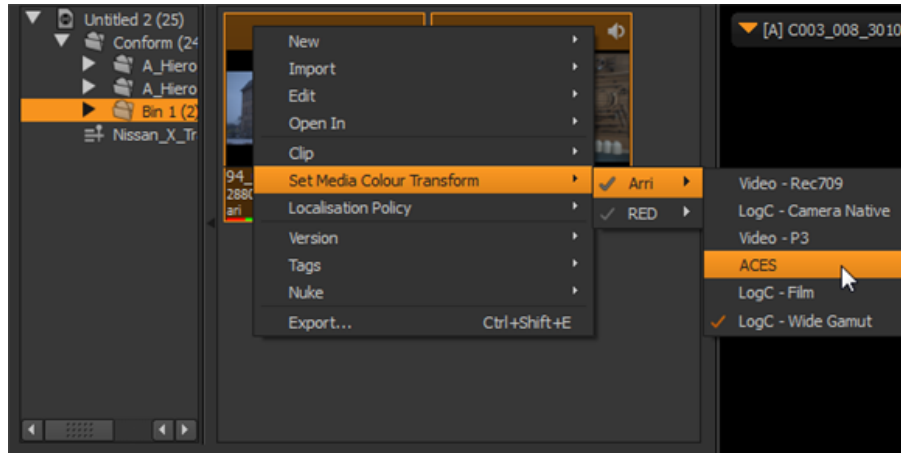 Untitled 2 (25)
Conform (24
A_Hiero
A_Hiero
Bin 1 (2)
Nissan_X_Tr
94_
2880
ari
New
Import
Edit
Open In
Clip
Set Media Colour Transform
Localisation Policy
Version
Tags
Nuke
Export... Ctrl+Shift+E
Arri
RED
Video - Rec709
LogC - Camera Native
Video - P3
ACES
LogC - Film
LogC - Wide Gamut
[A] C003_008_3010